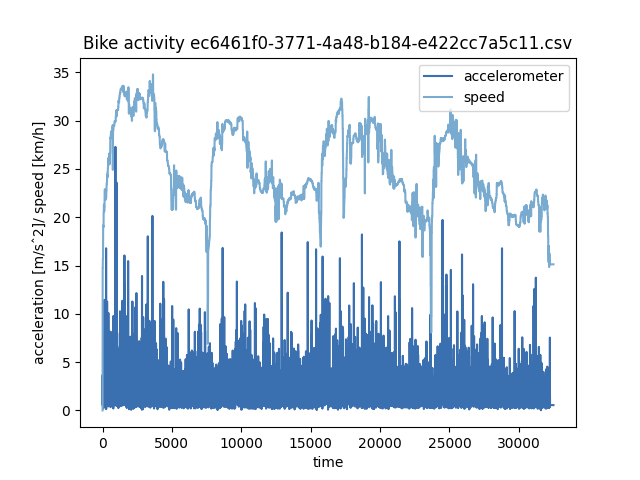 Bike activity ec6461f0-3771-4a48-b184-e422cc7a5c11.csv
accelerometer
speed
acceleration [m/s^2]/ speed [km/h]
35
30
25
20
15
10
5
0
0 5000 10000 15000 20000 25000 30000
time